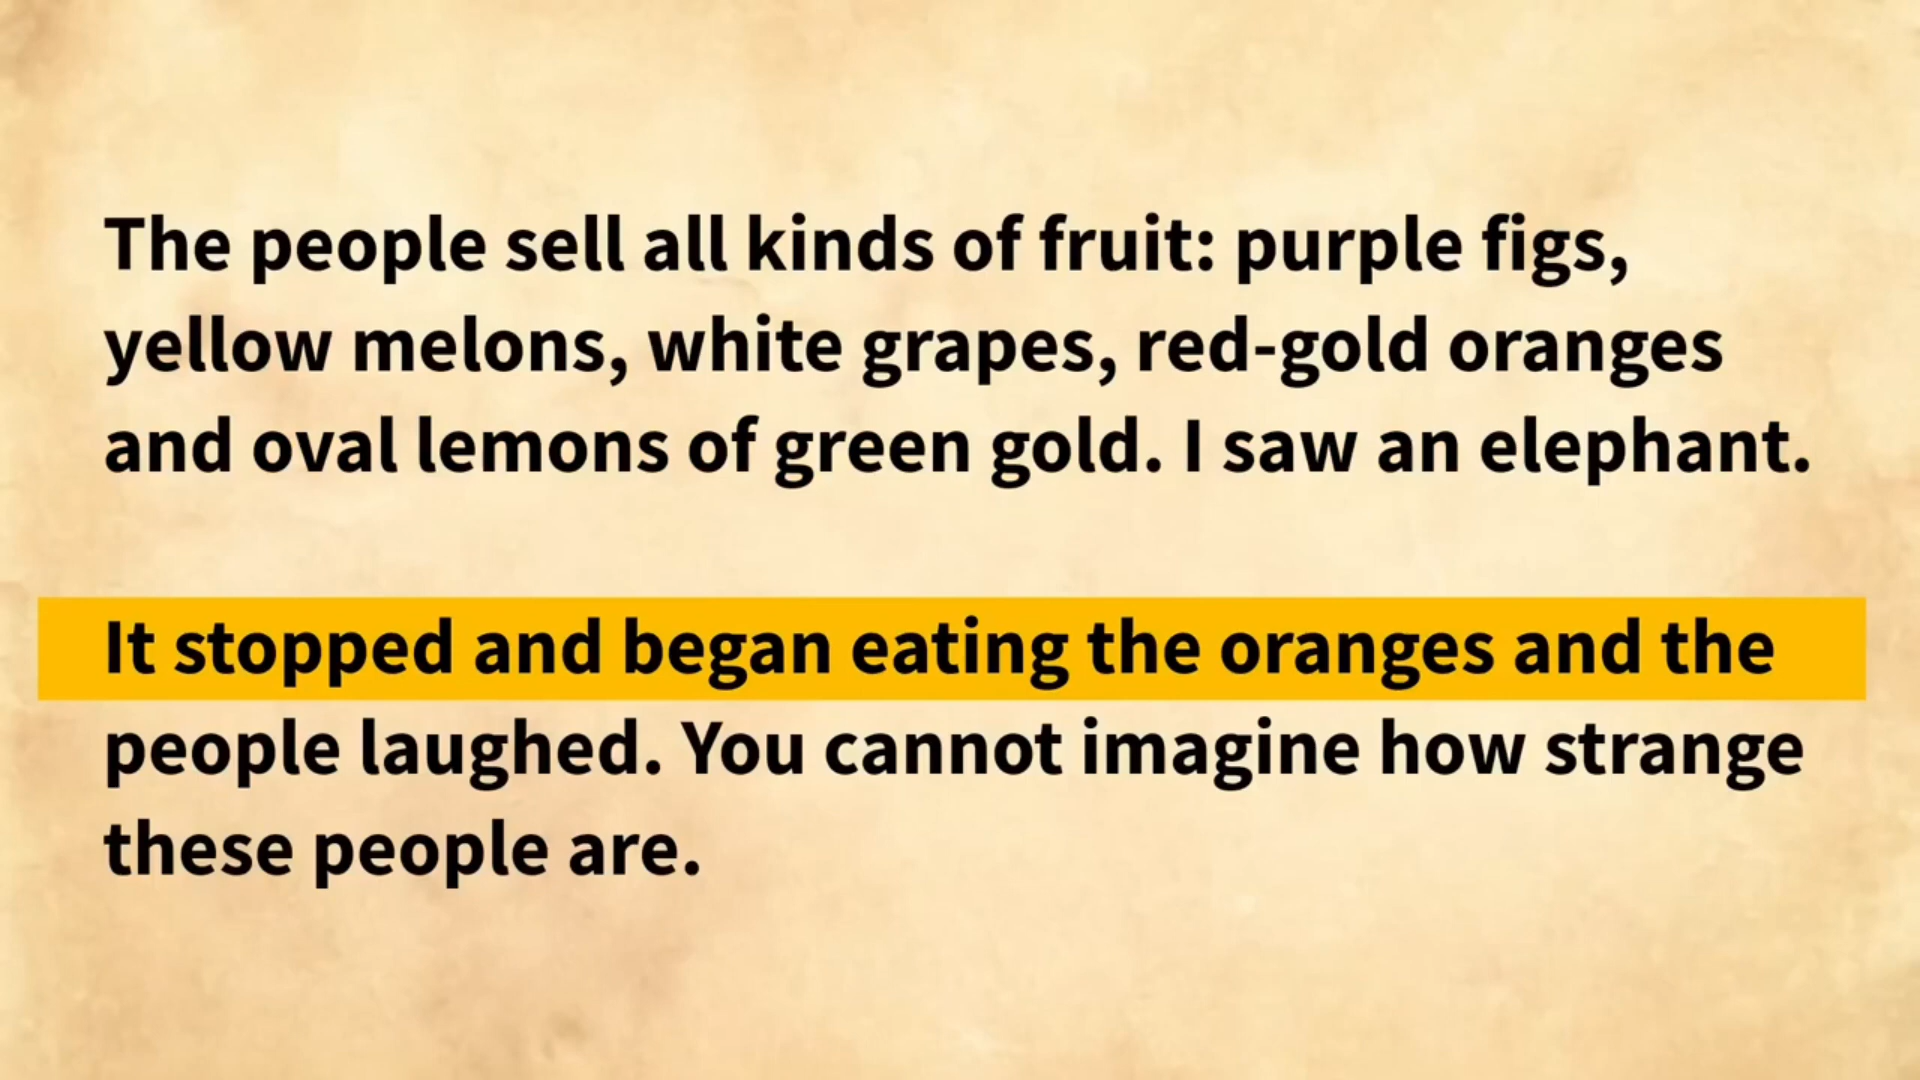 The people sell all kinds of fruit: purple figs,
yellow melons, white grapes, red-gold oranges
and oval lemons of green gold. I saw an elephant.
It stopped and began eating the oranges and the
people laughed. You cannot imagine how strange
these people are.